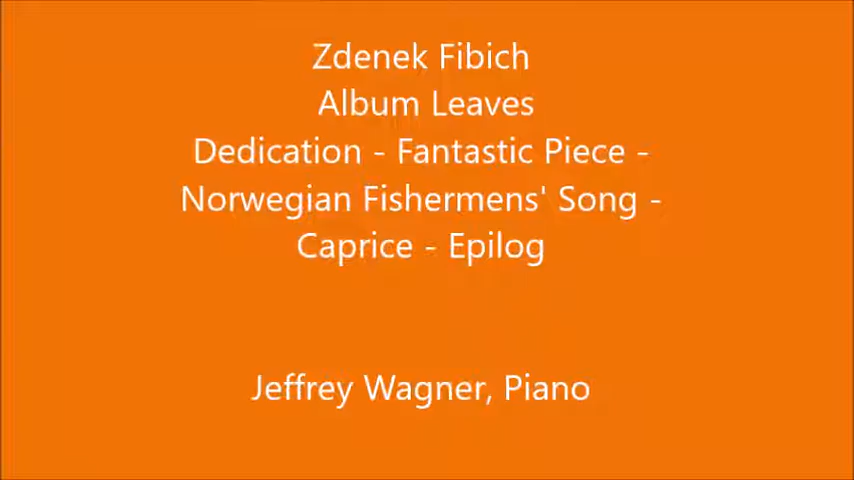 Zdenek Fibich
Album Leaves
Dedication - Fantastic Piece -
Norwegian Fishermens' Song -
Caprice - Epilog
Jeffrey Wagner, Piano